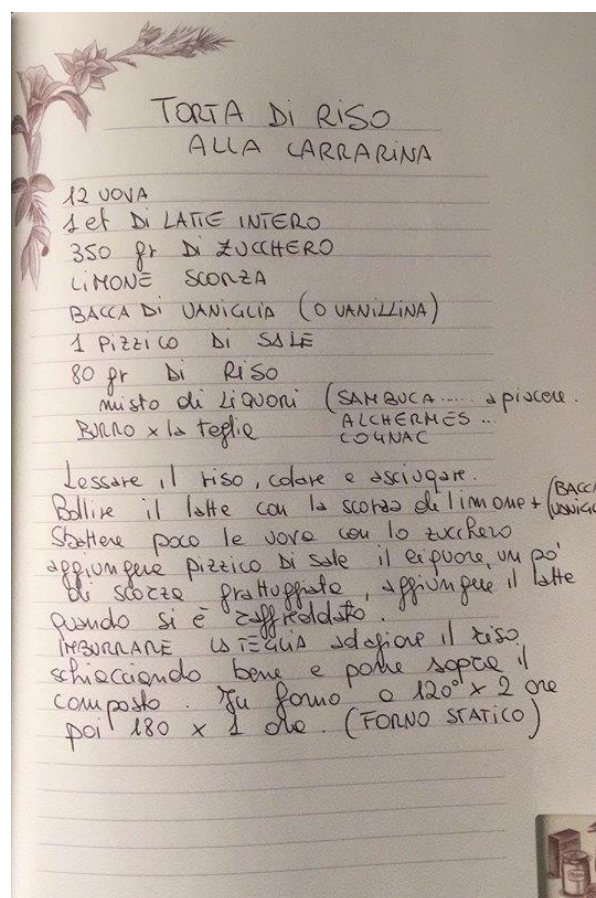 TORTA Di RiSO
ALLA CARRARINA
12 UOVA
1 et Di LATTE INTERO
350 gr Di ZUCCHERO
LiMONE SCORZA
BACCA Di VANiGLiA (O VANiLLiNA)
1 PiZZiCO Di SALE
80 gr Di RiSO
misto di LiQUORi (SAMBUCA ..... a piacere.
ALCHERMES ...
BURRO x la teglia COGNAC
Lessare il riso, colare e asciugare.
Bollire il latte con la scorza di limone + (BACCA
VANIGL
Sbattere poco le uova con lo zucchero
aggiungere pizzico Di sale il liquore, un po'
di scorza grattuggiata, aggiungere il latte
quando si è raffreddato.
IMBURRARE LA TEGLIA adagiare il riso
schiacciando bene e porre sopra il
composto. In forno a 120° x 2 ore
poi 180 x 1 ora. (FORNO STATICO)